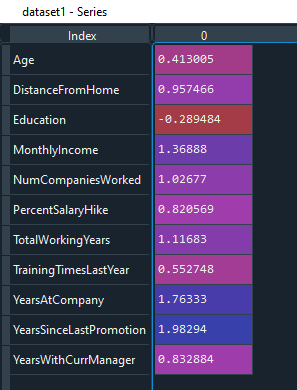 dataset1 - Series
Index 0
Age 0.413005
DistanceFromHome 0.957466
Education -0.289484
MonthlyIncome 1.36888
NumCompaniesWorked 1.02677
PercentSalaryHike 0.820569
TotalWorkingYears 1.11683
TrainingTimesLastYear 0.552748
YearsAtCompany 1.76333
YearsSinceLastPromotion 1.98294
YearsWithCurrManager 0.832884